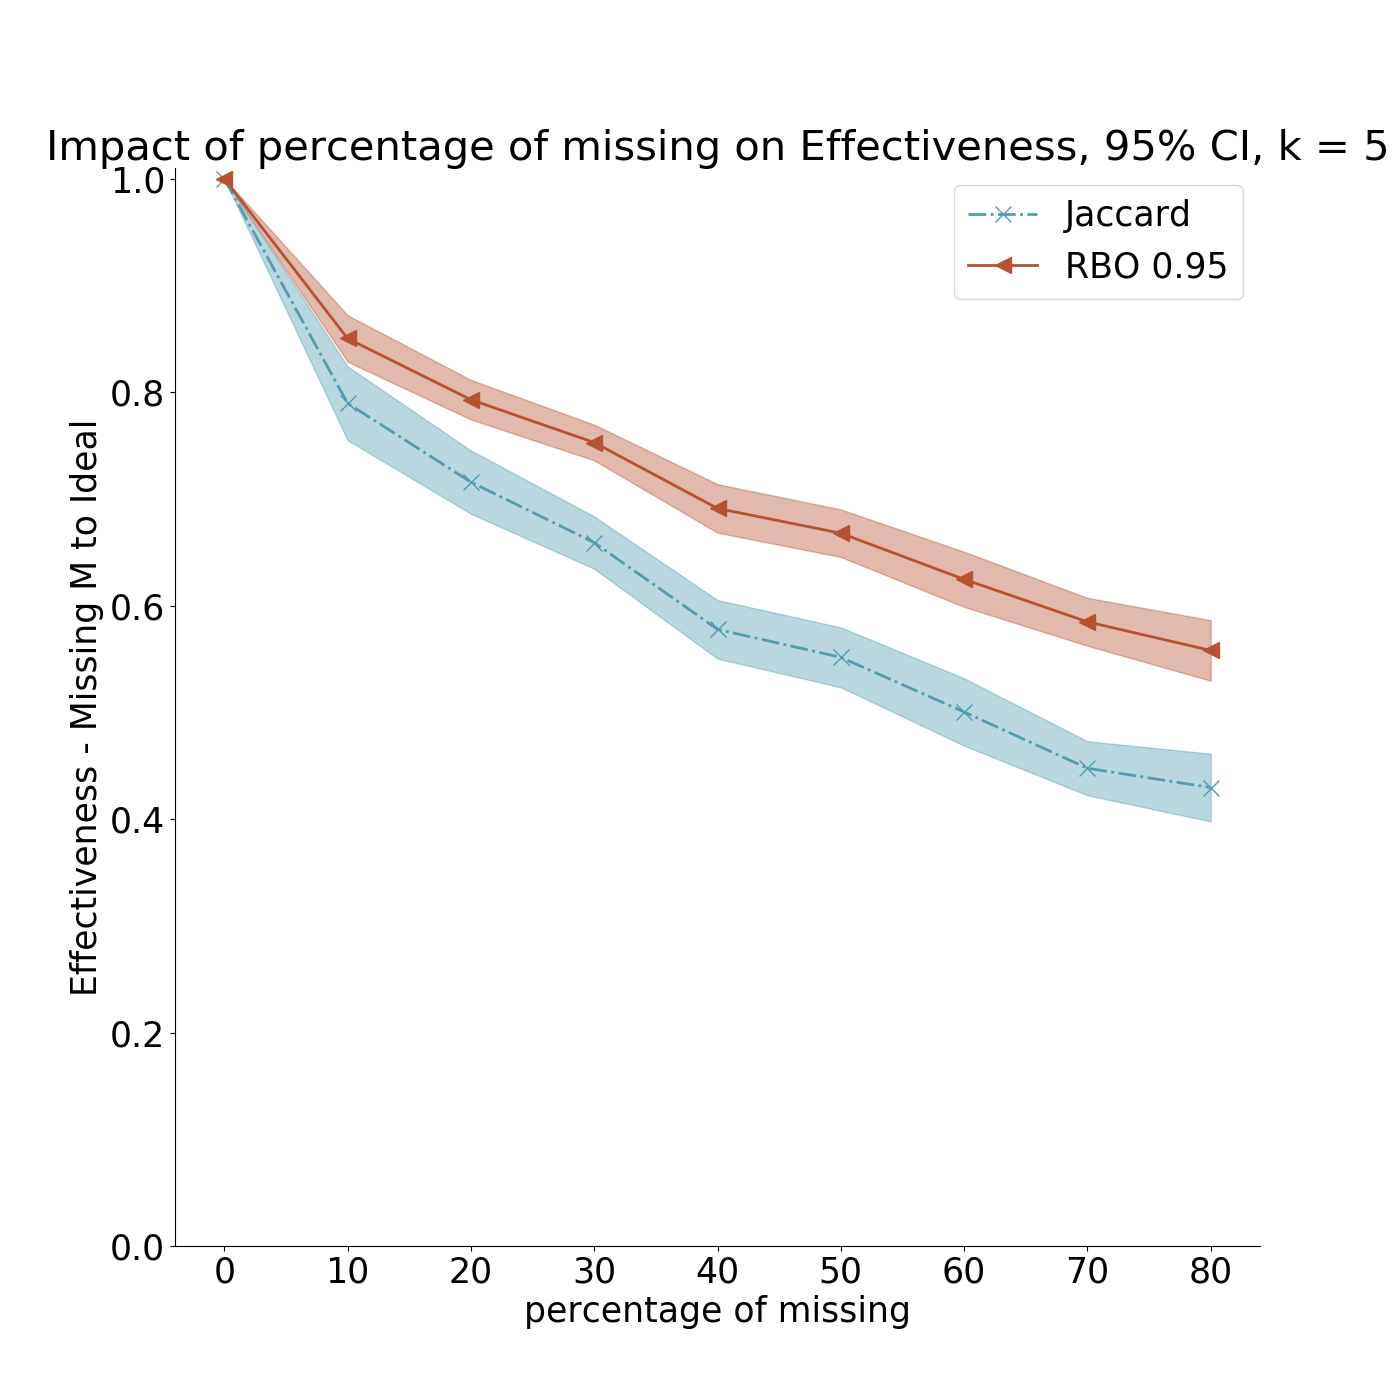 Impact of percentage of missing on Effectiveness, 95% CI, k = 5
Jaccard
RBO 0.95
Effectiveness - Missing M to Ideal
1.0
0.8
0.6
0.4
0.2
0.0
0 10 20 30 40 50 60 70 80
percentage of missing